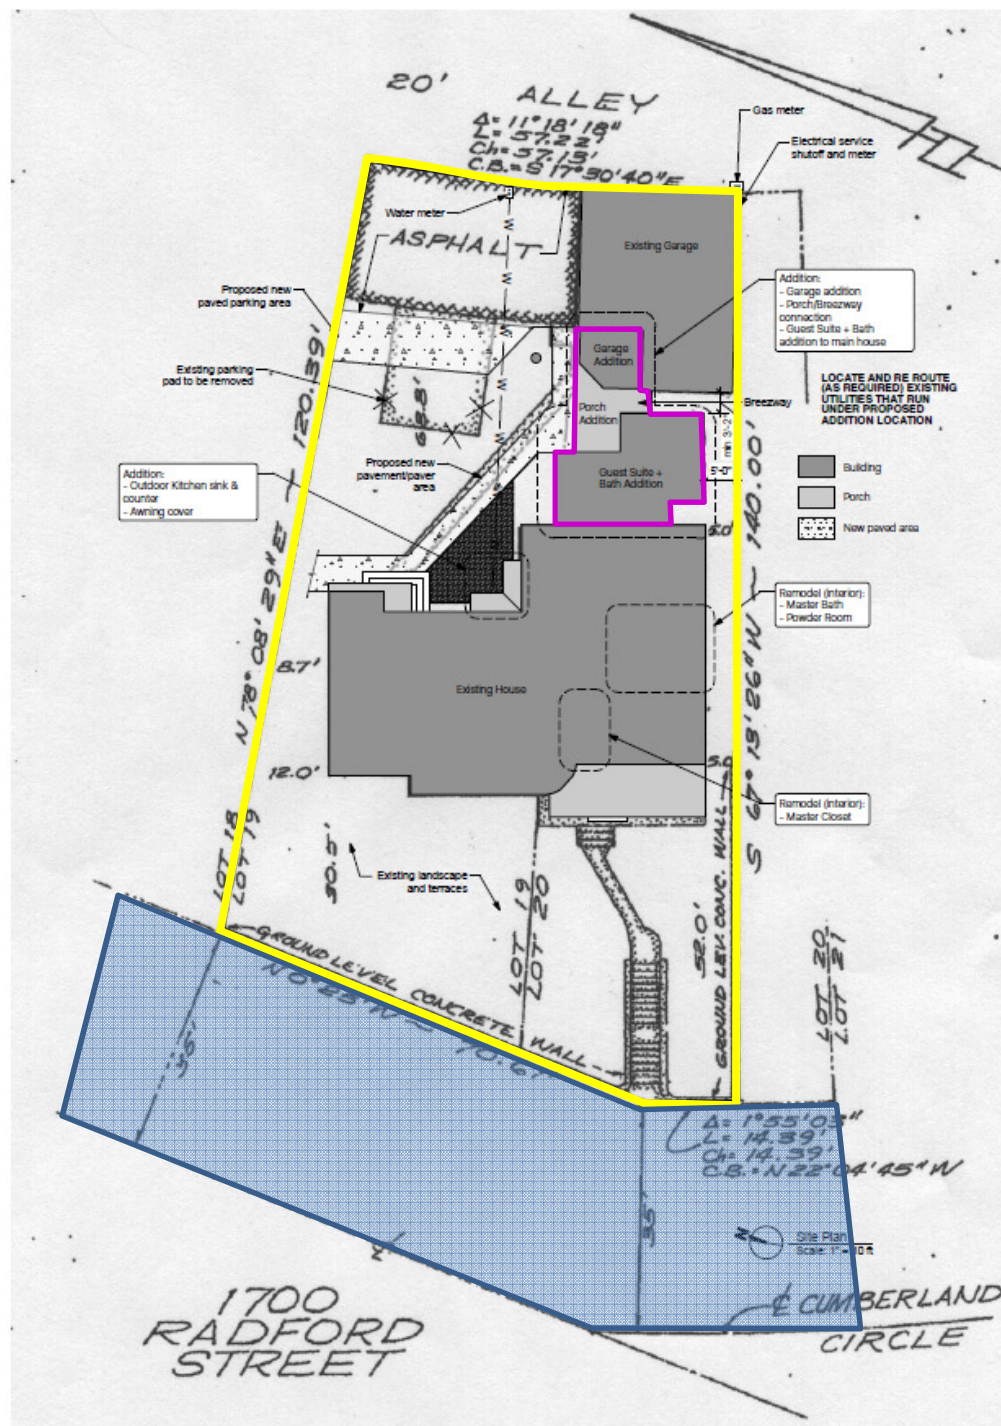 20' ALLEY
Δ= 11° 18' 18"
L= 57.22'
Ch= 57.13'
C.B.= S 17° 30' 40" E
Gas meter
Electrical service
shutoff and meter
Water meter
ASPHALT
Existing Garage
Proposed new
paved parking area
Addition:
- Garage addition
- Porch/Breezway
connection
- Guest Suite + Bath
addition to main house
Garage
Addition
Existing parking
pad to be removed
LOCATE AND RE ROUTE
(AS REQUIRED) EXISTING
UTILITIES THAT RUN
UNDER PROPOSED
ADDITION LOCATION
Breezway
Porch
Addition
min 3'-2"
Addition:
- Outdoor Kitchen sink &
counter
- Awning cover
Proposed new
pavement/paver
area
Guest Suite +
Bath Addition
5'-0"
Building
Porch
New paved area
W
W
W
W
W
5.0'
N 78° 08' 29" E - 120.39'
S 67° 13' 26" W ~ 140.00'
Remodel (Interior):
- Master Bath
- Powder Room
8.7'
Existing House
12.0'
5.0'
Remodel (Interior):
- Master Closet
LOT 18
LOT 19
30.5'
Existing landscape
and terraces
LOT 19
LOT 20
52.0'
GROUND LEV. CONC. WALL
LOT 20
LOT 21
GROUND LEVEL CONCRETE WALL
35'
Δ= 1° 55' 03"
L= 14.39'
Ch= 14.39'
C.B.= N 22° 04' 45" W
35'
N
Site Plan
Scale: 1" = 10 ft
1700
RADFORD
STREET
₵ CUMBERLAND
CIRCLE